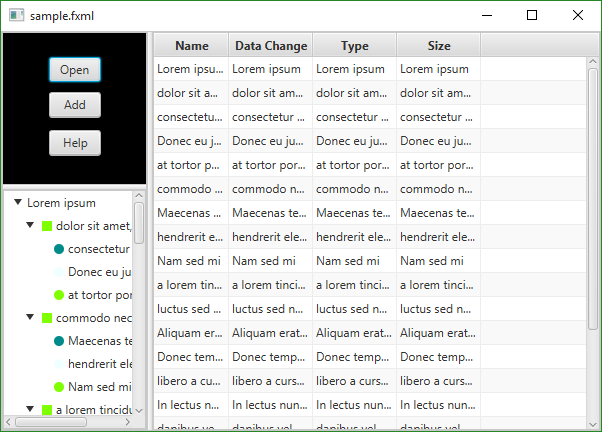 sample.fxml
Open
Add
Help
Lorem ipsum
dolor sit amet,
consectetur
Donec eu ju
at tortor por
commodo nec
Maecenas te
hendrerit ele
Nam sed mi
a lorem tincidu
Name Data Change Type Size
Lorem ipsu... Lorem ipsum Lorem ipsum Lorem ipsum
dolor sit a... dolor sit am... dolor sit am... dolor sit am...
consectetu... consectetur ... consectetur ... consectetur ...
Donec eu ju... Donec eu ju... Donec eu ju... Donec eu ju...
at tortor p... at tortor por... at tortor por... at tortor por...
commodo ... commodo n... commodo n... commodo n...
Maecenas ... Maecenas te... Maecenas te... Maecenas te...
hendrerit e... hendrerit ele... hendrerit ele... hendrerit ele...
Nam sed mi Nam sed mi Nam sed mi Nam sed mi
a lorem tinci... a lorem tinci... a lorem tinci... a lorem tinci...
luctus sed ... luctus sed n... luctus sed n... luctus sed n...
Aliquam er... Aliquam erat... Aliquam erat... Aliquam erat...
Donec tem... Donec temp... Donec temp... Donec temp...
libero a cu... libero a curs... libero a curs... libero a curs...
In lectus n... In lectus nun... In lectus nun... In lectus nun...